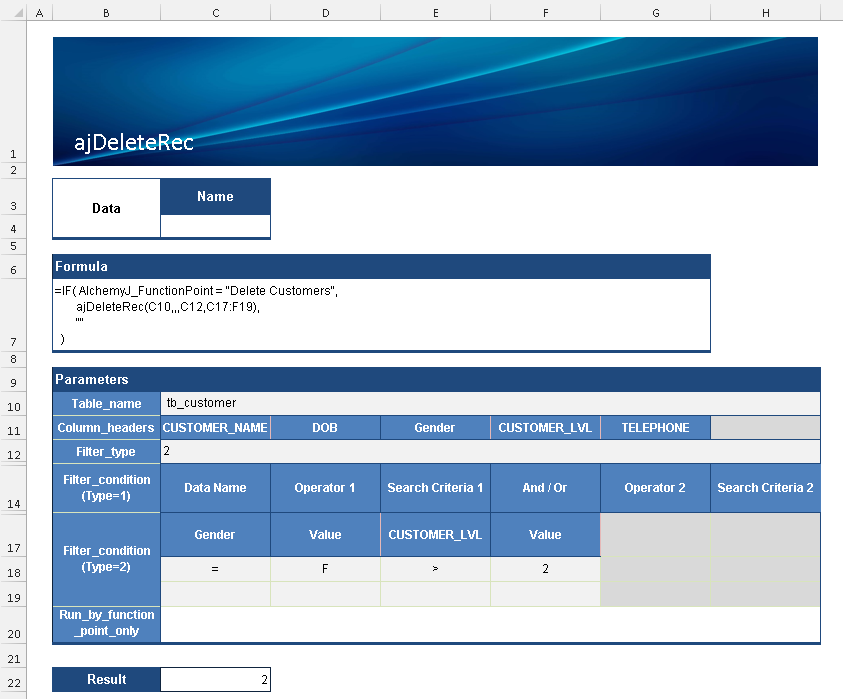 A B C D E F G H
1 ajDeleteRec
2
3 Data Name
4
5
6 Formula
=IF( AlchemyJ_FunctionPoint = "Delete Customers",
ajDeleteRec(C10,,,C12,C17:F19),
""
7 )
8
9 Parameters
10 Table_name tb_customer
11 Column_headers CUSTOMER_NAME DOB Gender CUSTOMER_LVL TELEPHONE
12 Filter_type 2
Filter_condition Data Name Operator 1 Search Criteria 1 And / Or Operator 2 Search Criteria 2
14 (Type=1)
17 Gender Value CUSTOMER_LVL Value
Filter_condition
18 (Type=2) = F > 2
19
Run_by_function
20 _point_only
21
22 Result 2